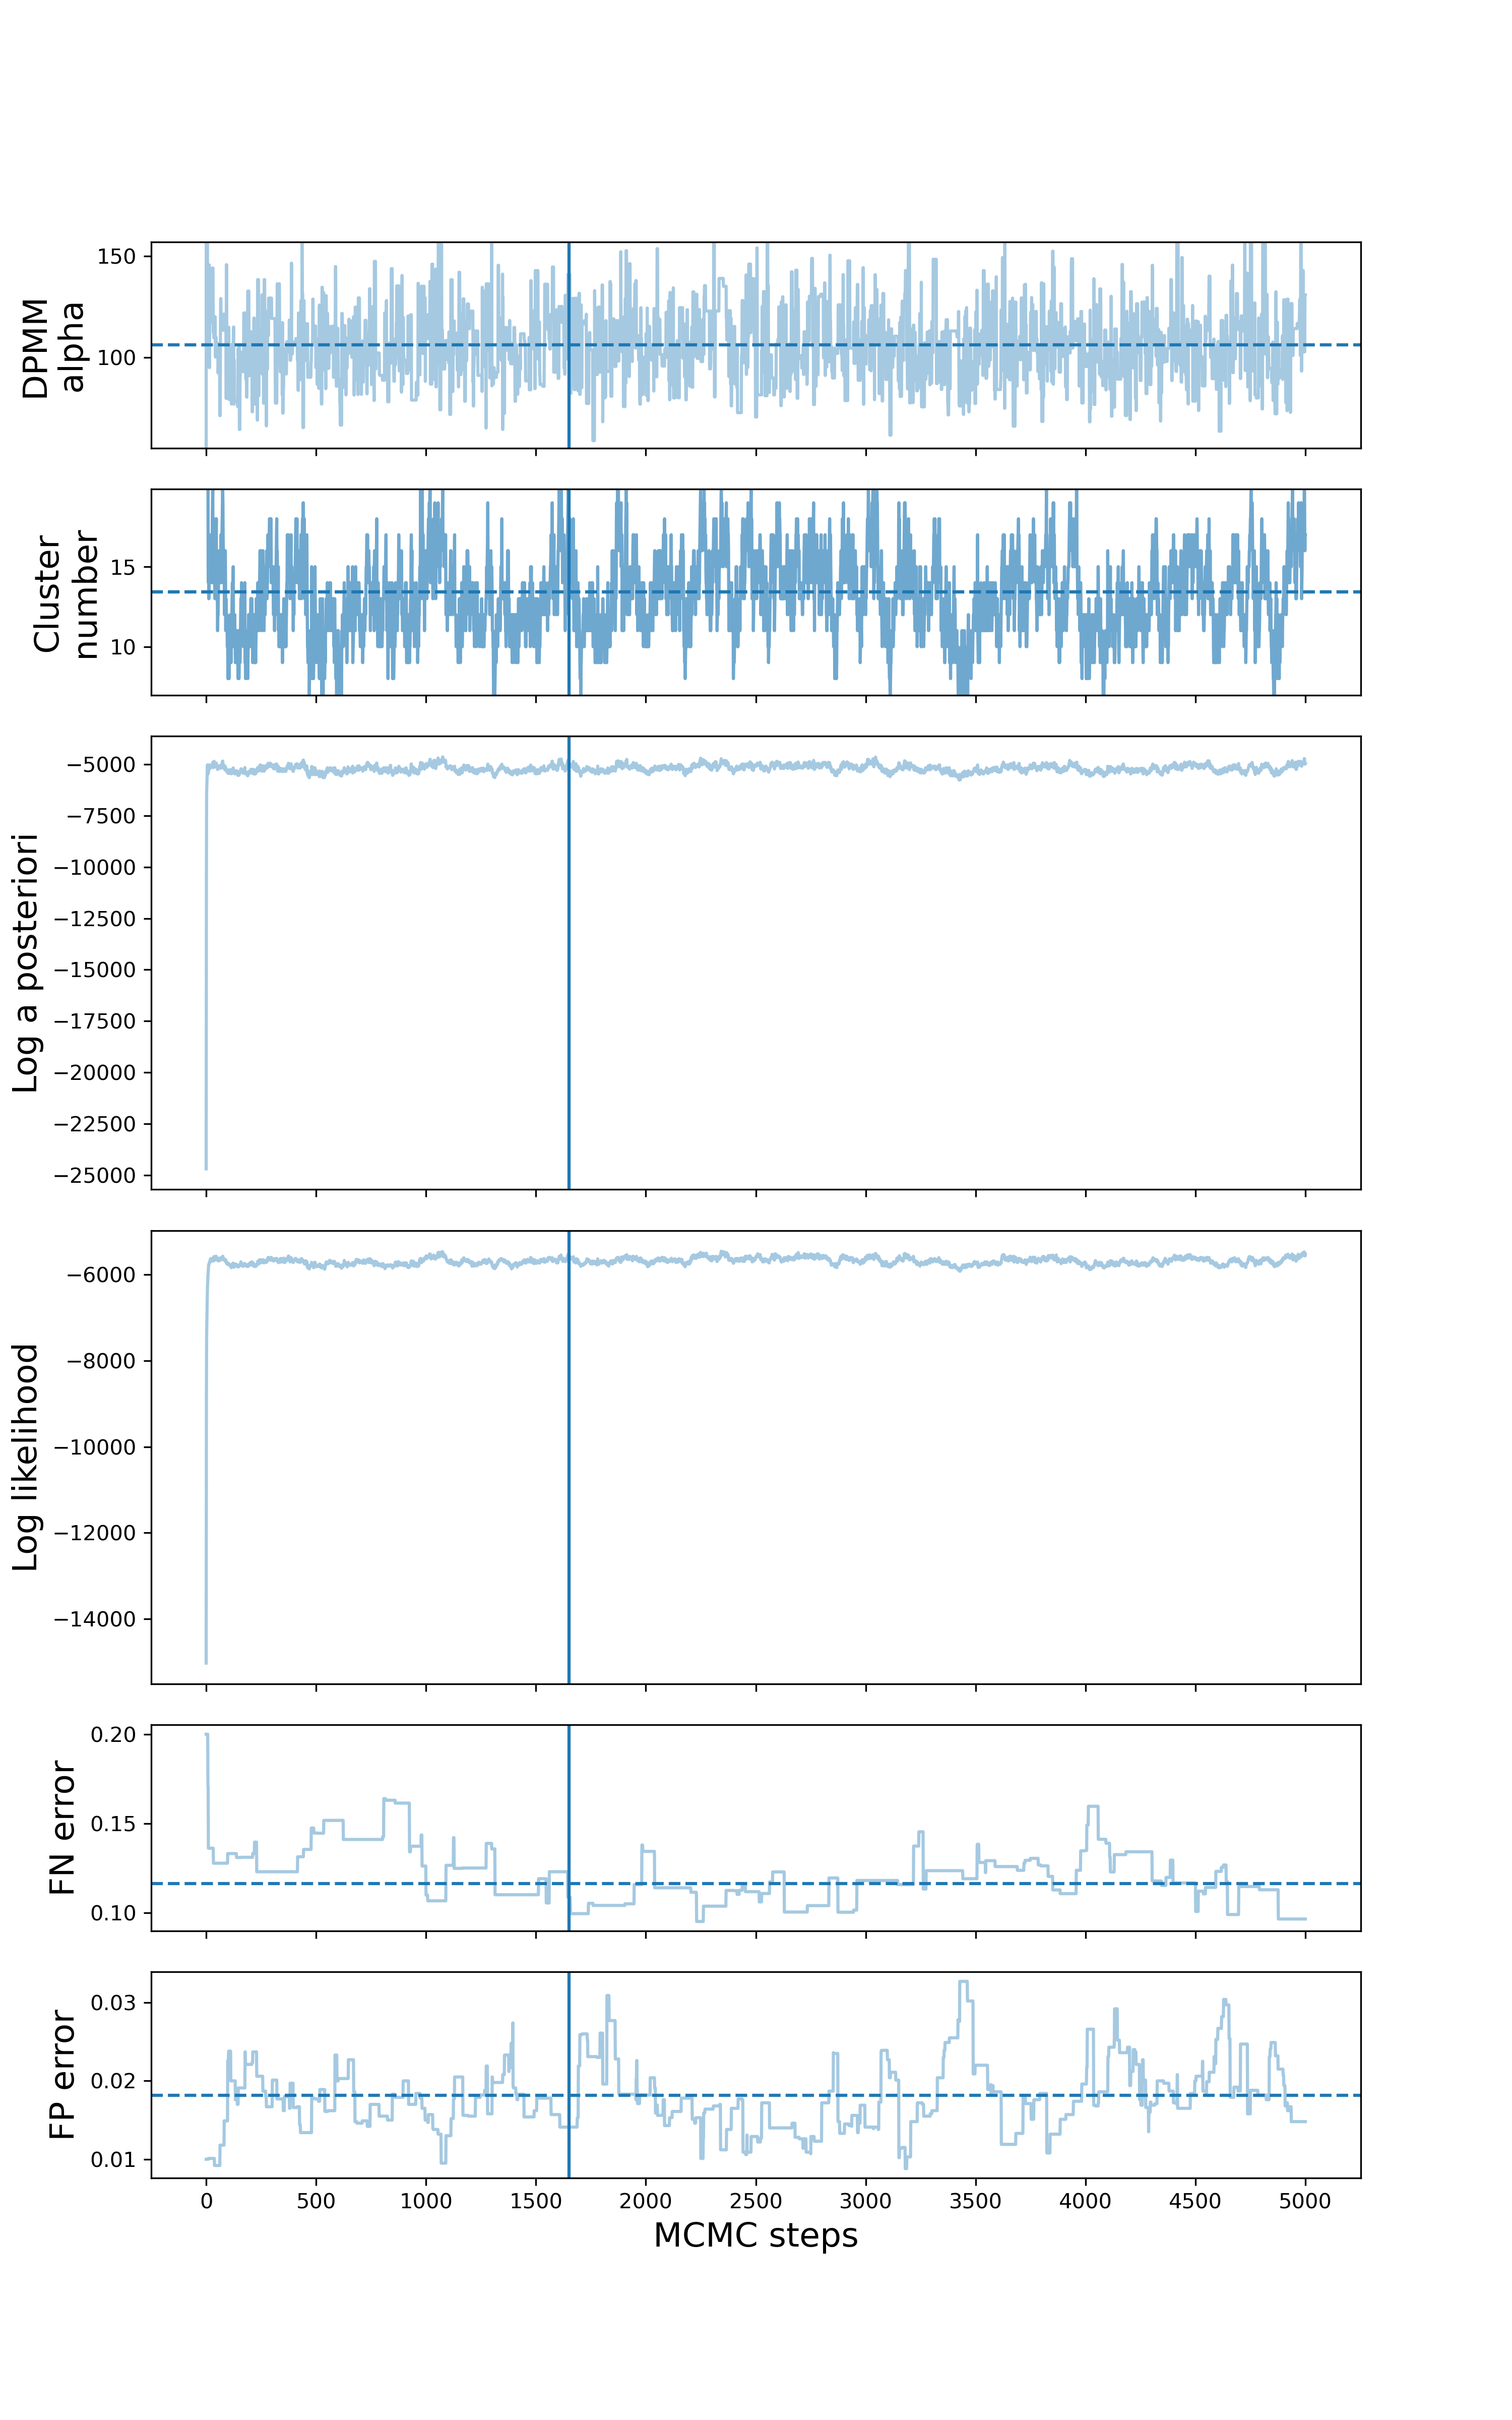 DPMM
alpha
150
100
Cluster
number
15
10
Log a posteriori
−5000
−7500
−10000
−12500
−15000
−17500
−20000
−22500
−25000
Log likelihood
−6000
−8000
−10000
−12000
−14000
FN error
0.20
0.15
0.10
FP error
0.03
0.02
0.01
0 500 1000 1500 2000 2500 3000 3500 4000 4500 5000
MCMC steps